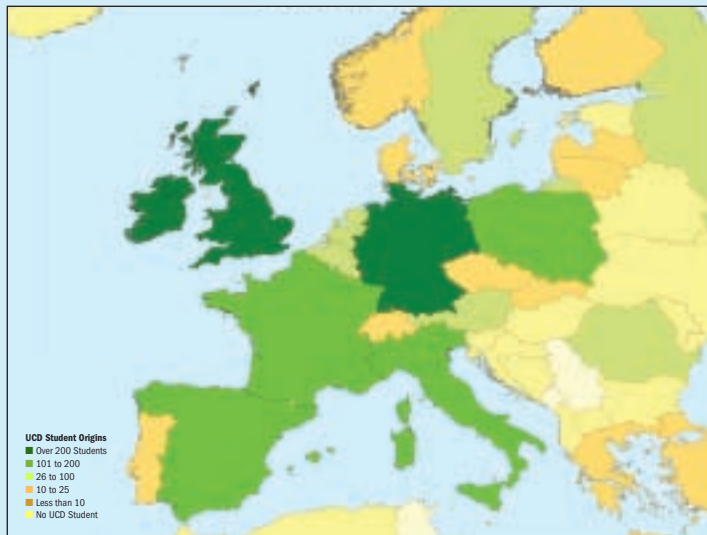 UCD Student Origins
Over 200 Students
101 to 200
26 to 100
10 to 25
Less than 10
No UCD Student